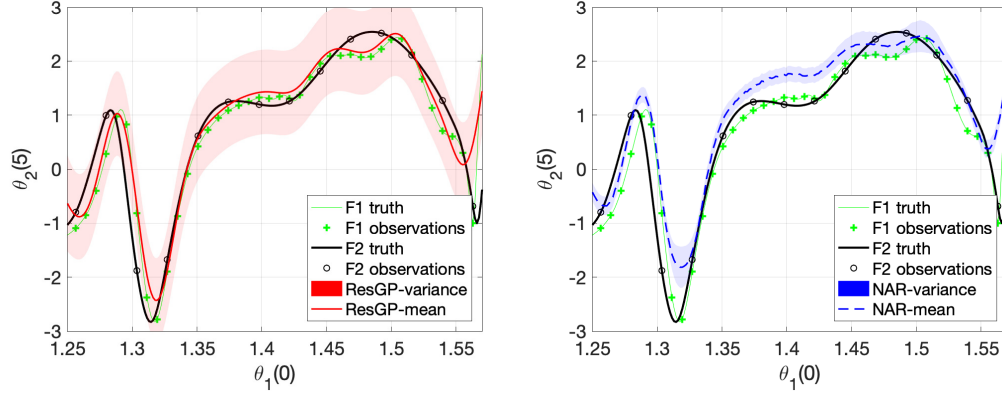 3
2
1
0
-1
-2
-3
θ2(5)
F1 truth
F1 observations
F2 truth
F2 observations
ResGP-variance
ResGP-mean
1.25 1.3 1.35 1.4 1.45 1.5 1.55
θ1(0)
3
2
1
0
-1
-2
-3
θ2(5)
F1 truth
F1 observations
F2 truth
F2 observations
NAR-variance
NAR-mean
1.25 1.3 1.35 1.4 1.45 1.5 1.55
θ1(0)